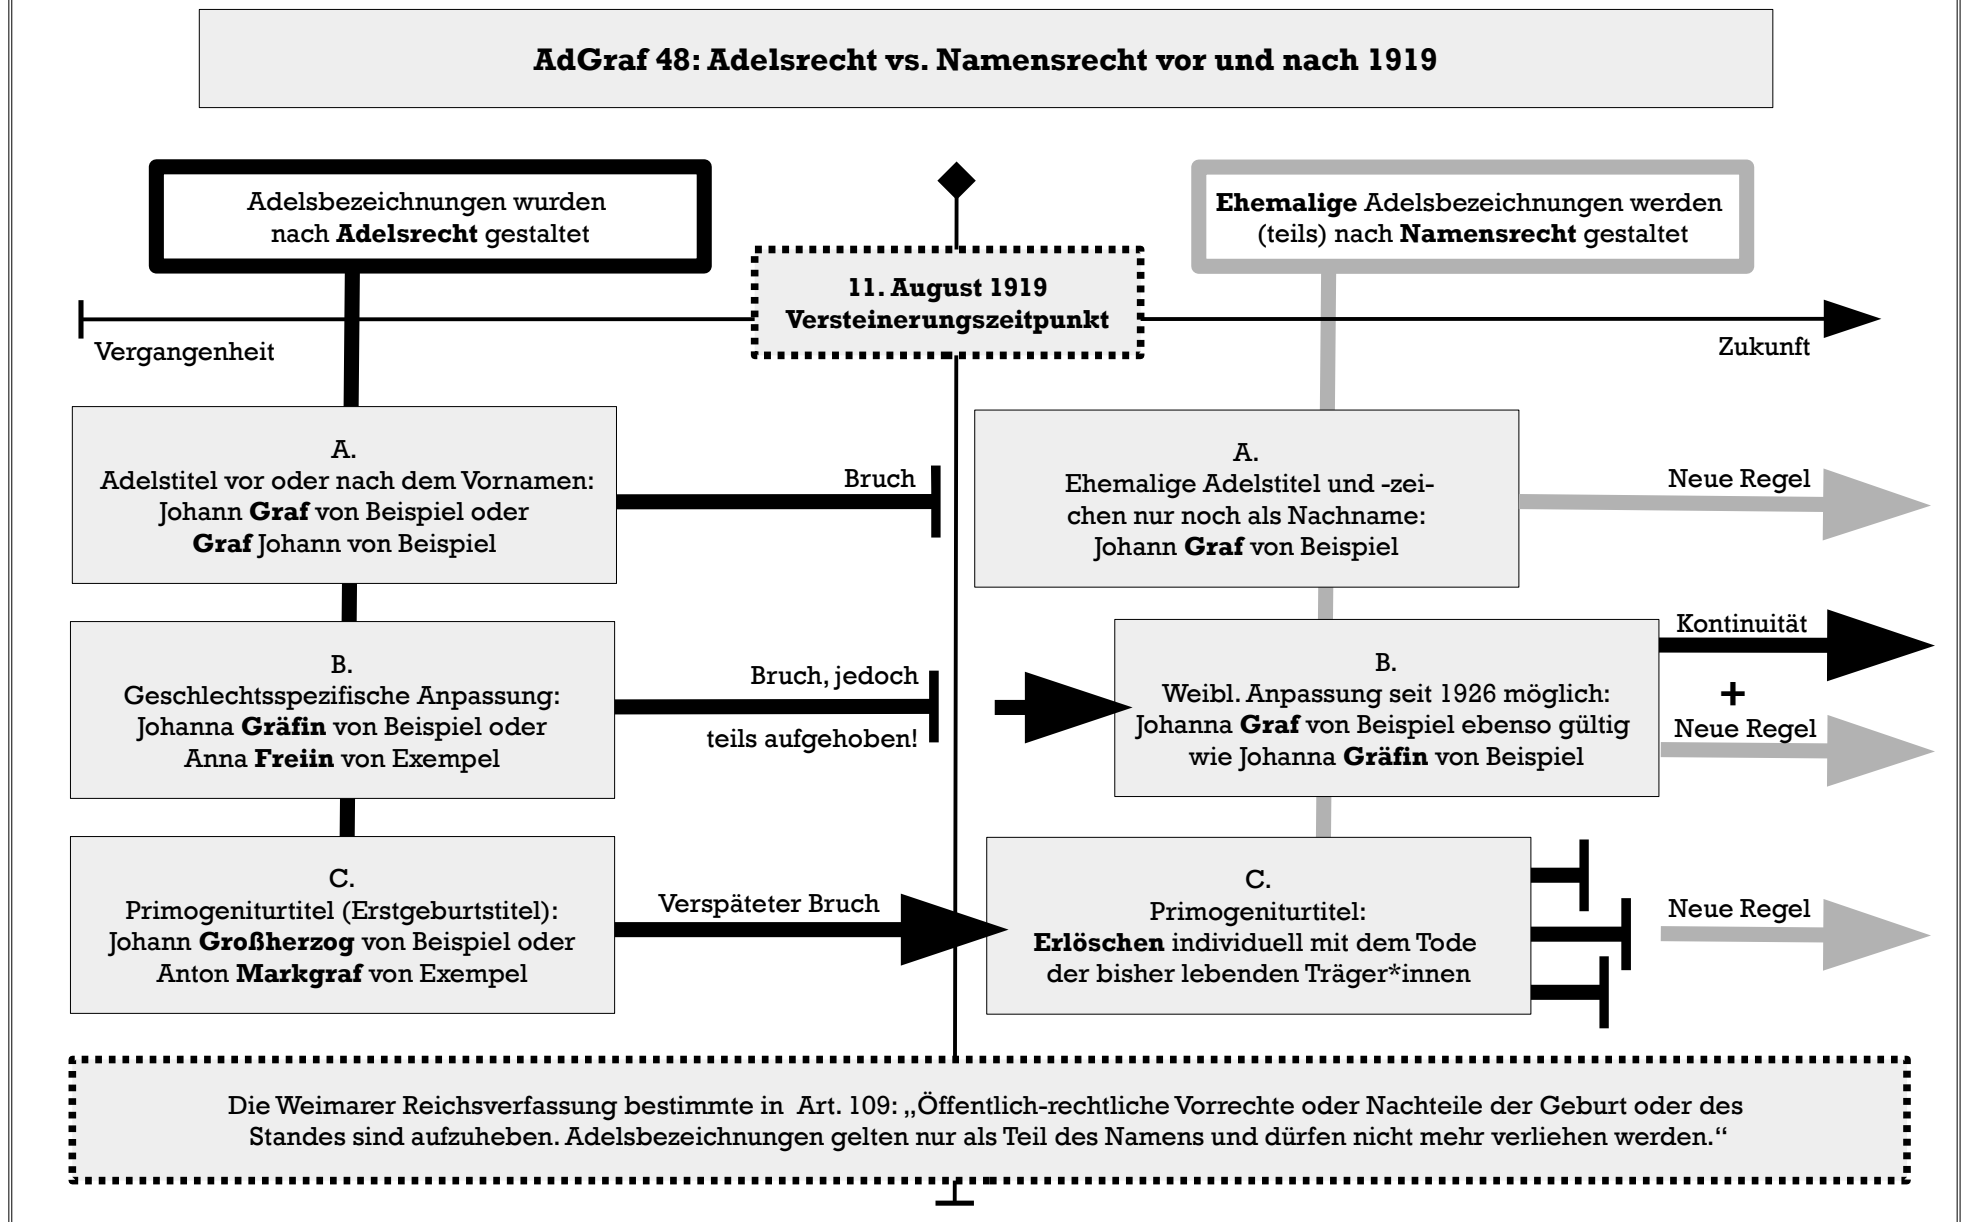 AdGraf 48: Adelsrecht vs. Namensrecht vor und nach 1919
Adelsbezeichnungen wurden
nach Adelsrecht gestaltet
Ehemalige Adelsbezeichnungen werden
(teils) nach Namensrecht gestaltet
11. August 1919
Versteinerungszeitpunkt
Vergangenheit
Zukunft
A.
Adelstitel vor oder nach dem Vornamen:
Johann Graf von Beispiel oder
Graf Johann von Beispiel
Bruch
A.
Ehemalige Adelstitel und -zei-
chen nur noch als Nachname:
Johann Graf von Beispiel
Neue Regel
B.
Geschlechtsspezifische Anpassung:
Johanna Gräfin von Beispiel oder
Anna Freiin von Exempel
Bruch, jedoch
teils aufgehoben!
B.
Weibl. Anpassung seit 1926 möglich:
Johanna Graf von Beispiel ebenso gültig
wie Johanna Gräfin von Beispiel
Kontinuität
+
Neue Regel
C.
Primogeniturtitel (Erstgeburtstitel):
Johann Großherzog von Beispiel oder
Anton Markgraf von Exempel
Verspäteter Bruch
C.
Primogeniturtitel:
Erlöschen individuell mit dem Tode
der bisher lebenden Träger*innen
Neue Regel
Die Weimarer Reichsverfassung bestimmte in Art. 109: „Öffentlich-rechtliche Vorrechte oder Nachteile der Geburt oder des
Standes sind aufzuheben. Adelsbezeichnungen gelten nur als Teil des Namens und dürfen nicht mehr verliehen werden.“